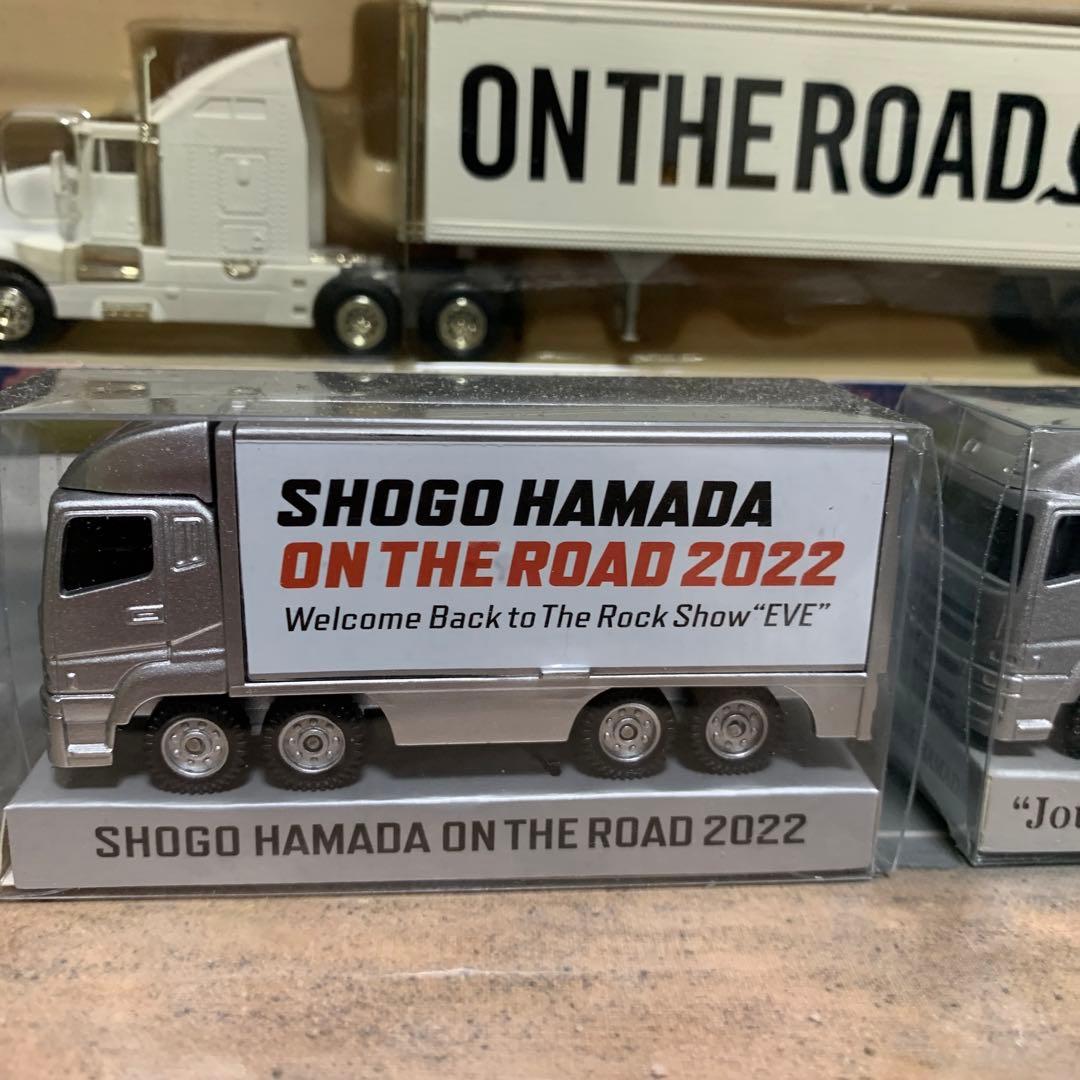 ON THE ROAD
SHOGO HAMADA
ON THE ROAD 2022
Welcome Back to The Rock Show “EVE”
SHOGO HAMADA ON THE ROAD 2022
“Jou